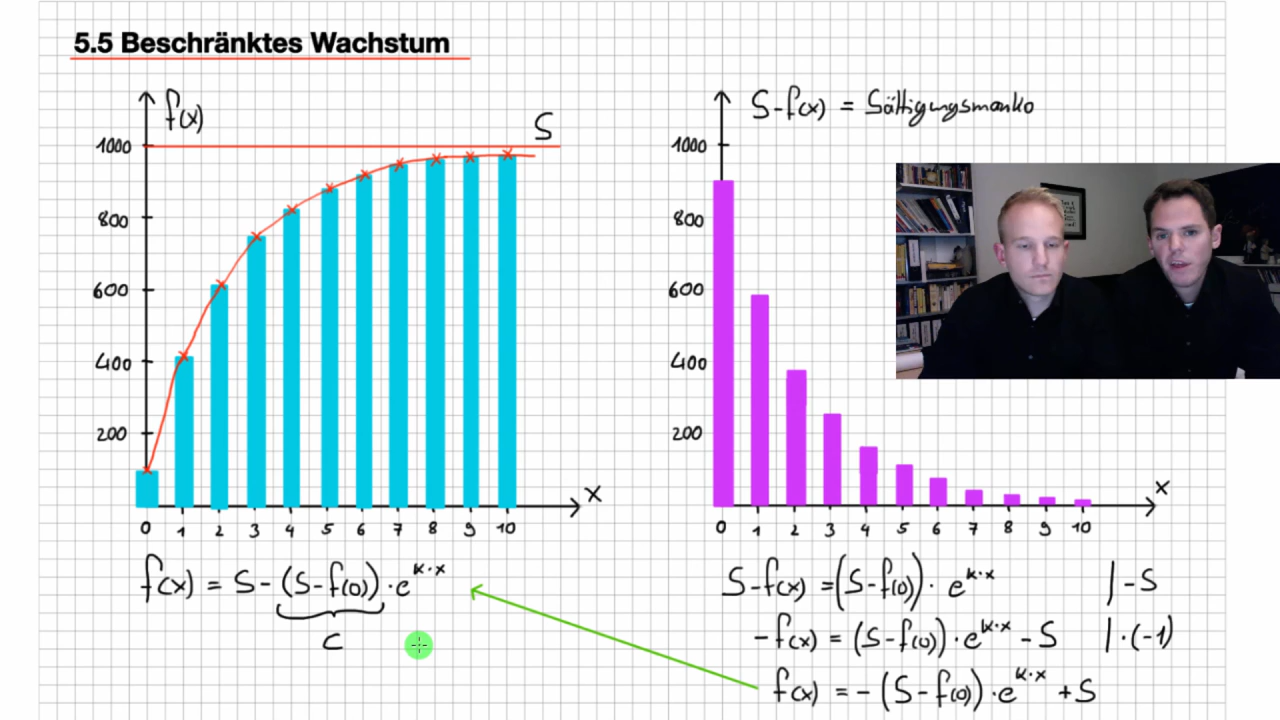 5.5 Beschränktes Wachstum
f(x)
S
1000
800
600
400
200
0 1 2 3 4 5 6 7 8 9 10
x
f(x) = S - (S - f(0)) · e^k·x
c
S - f(x) = Sättigungsmanko
1000
800
600
400
200
0 1 2 3 4 5 6 7 8 9 10
x
S - f(x) = (S - f(0)) · e^k·x | - S
- f(x) = (S - f(0)) · e^k·x - S | · (-1)
f(x) = - (S - f(0)) · e^k·x + S